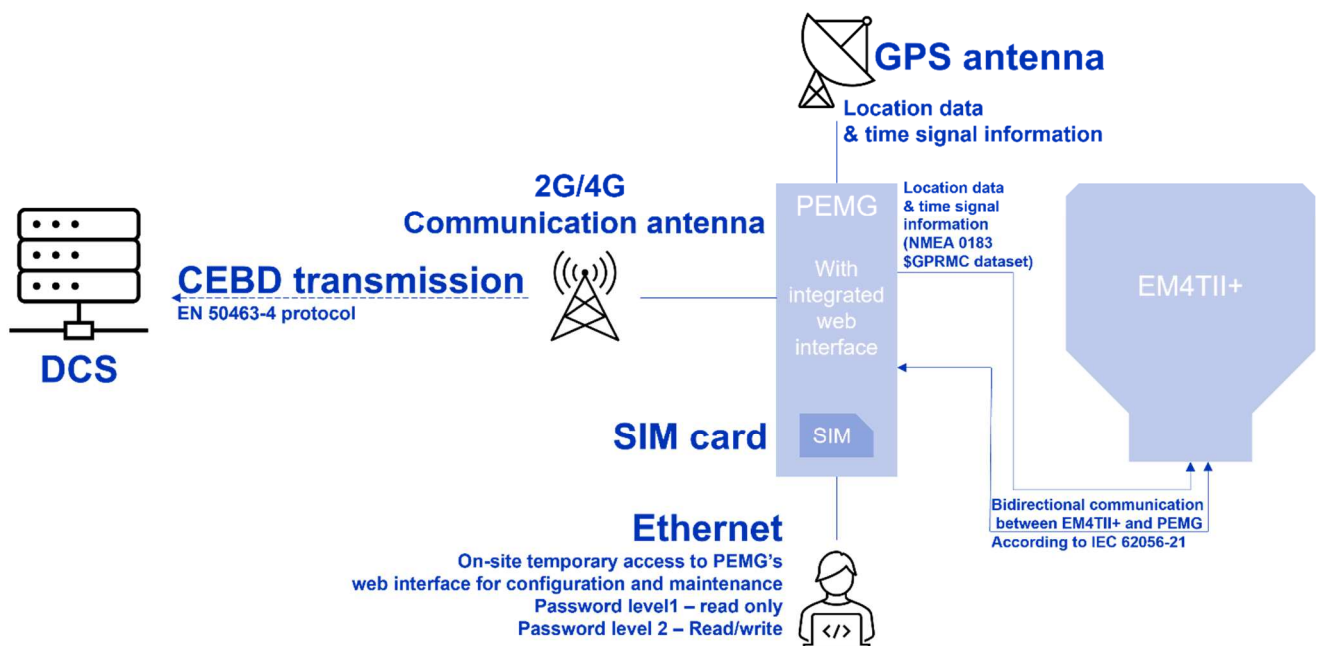 GPS antenna
Location data
& time signal information
2G/4G
Communication antenna
PEMG
With
integrated
web
interface
Location data
& time signal
information
(NMEA 0183
$GPRMC dataset)
EM4TII+
CEBD transmission
EN 50463-4 protocol
DCS
SIM card
SIM
Bidirectional communication
between EM4TII+ and PEMG
According to IEC 62056-21
Ethernet
On-site temporary access to PEMG's
web interface for configuration and maintenance
Password level1 – read only
Password level 2 – Read/write
</>